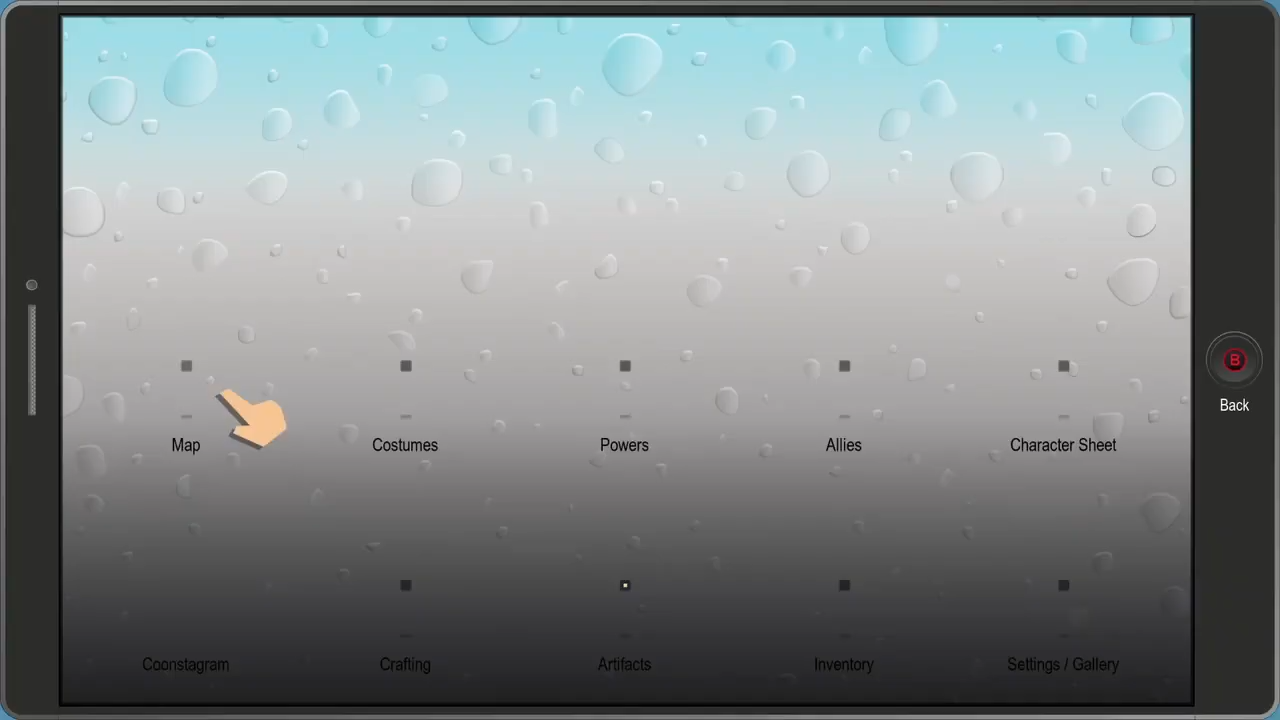 B
Back
Map
Costumes
Powers
Allies
Character Sheet
Coonstagram
Crafting
Artifacts
Inventory
Settings / Gallery